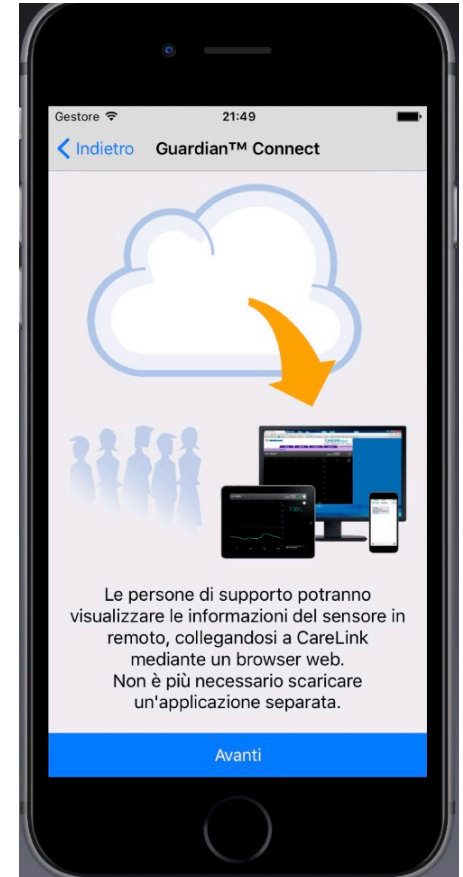 Gestore 21:49
Indietro Guardian™ Connect
Le persone di supporto potranno
visualizzare le informazioni del sensore in
remoto, collegandosi a CareLink
mediante un browser web.
Non è più necessario scaricare
un'applicazione separata.
Avanti